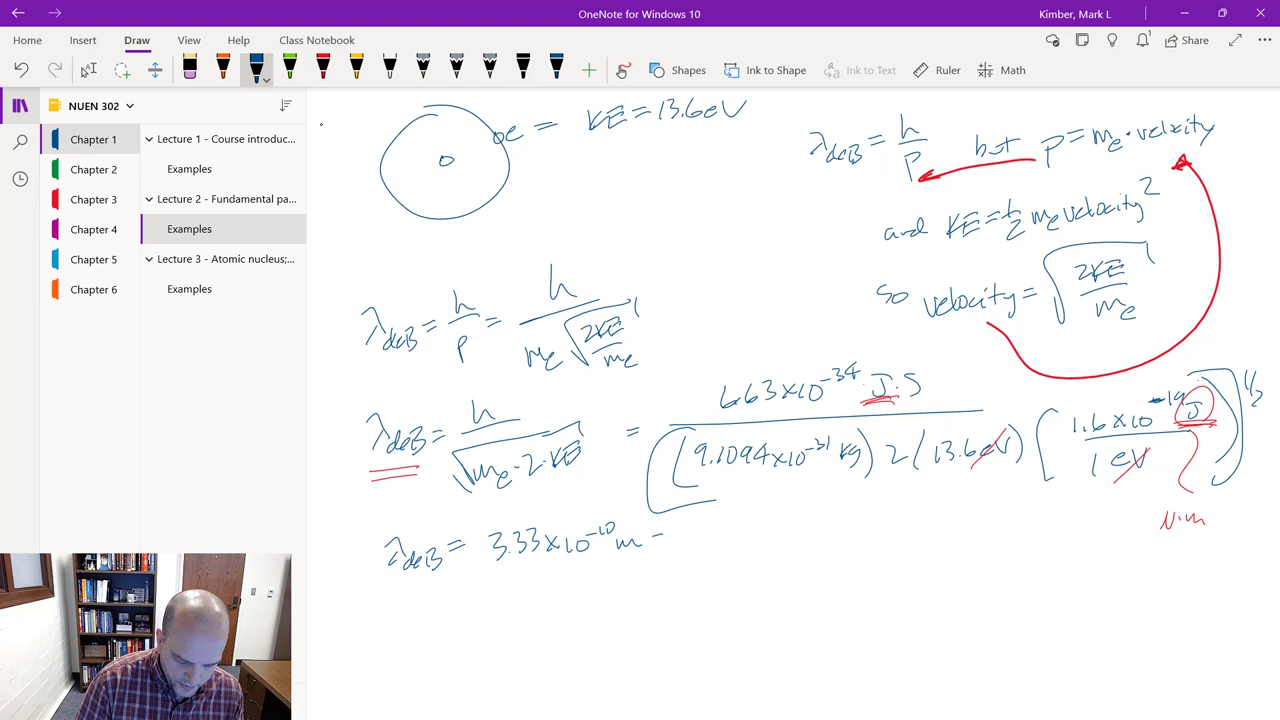 OneNote for Windows 10
Kimber, Mark L
Home Insert Draw View Help Class Notebook
Shapes Ink to Shape Ink to Text Ruler Math
Share
NUEN 302
Chapter 1
Chapter 2
Chapter 3
Chapter 4
Chapter 5
Chapter 6
Lecture 1 - Course introduc...
Examples
Lecture 2 - Fundamental pa...
Examples
Lecture 3 - Atomic nucleus;...
Examples
e = KE = 13.6eV
λdeB = h/P but P = me · velocity
and KE = 1/2 me velocity²
so velocity = √(2KE/me)
λdeB = h/P = h/(me √(2KE/me))
λdeB = h/√(me · 2 · KE) = 6.63×10⁻³⁴ · J · S / ((9.1094×10⁻³¹ kg) 2 (13.6 eV) [1.6×10⁻¹⁹ J / 1 eV])^1/2
N·m
λdeB = 3.33×10⁻¹⁰ m -